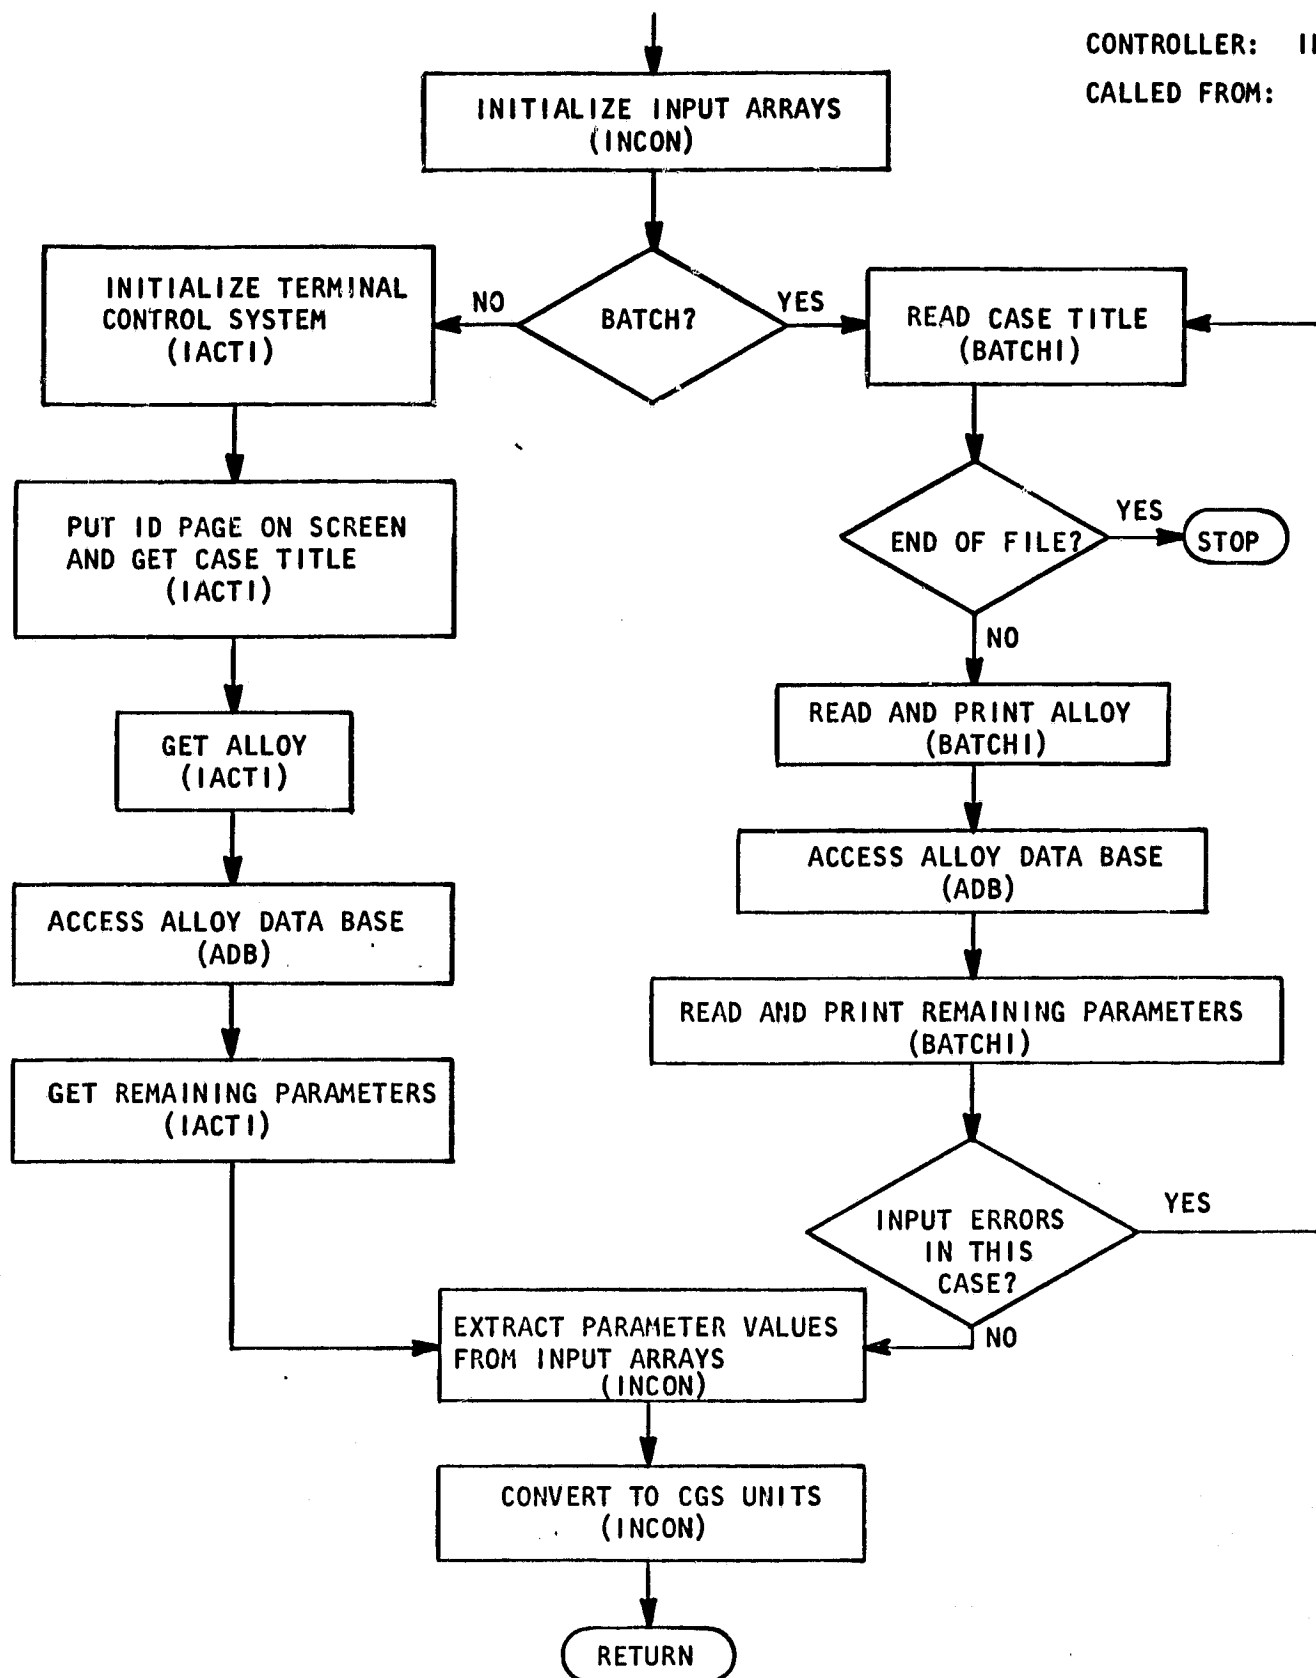 CONTROLLER:
CALLED FROM:
INITIALIZE INPUT ARRAYS
(INCON)
BATCH?
NO
YES
INITIALIZE TERMINAL
CONTROL SYSTEM
(IACTI)
READ CASE TITLE
(BATCHI)
PUT ID PAGE ON SCREEN
AND GET CASE TITLE
(IACTI)
END OF FILE?
YES
STOP
NO
GET ALLOY
(IACTI)
READ AND PRINT ALLOY
(BATCHI)
ACCESS ALLOY DATA BASE
(ADB)
ACCESS ALLOY DATA BASE
(ADB)
READ AND PRINT REMAINING PARAMETERS
(BATCHI)
GET REMAINING PARAMETERS
(IACTI)
INPUT ERRORS
IN THIS
CASE?
YES
NO
EXTRACT PARAMETER VALUES
FROM INPUT ARRAYS
(INCON)
CONVERT TO CGS UNITS
(INCON)
RETURN